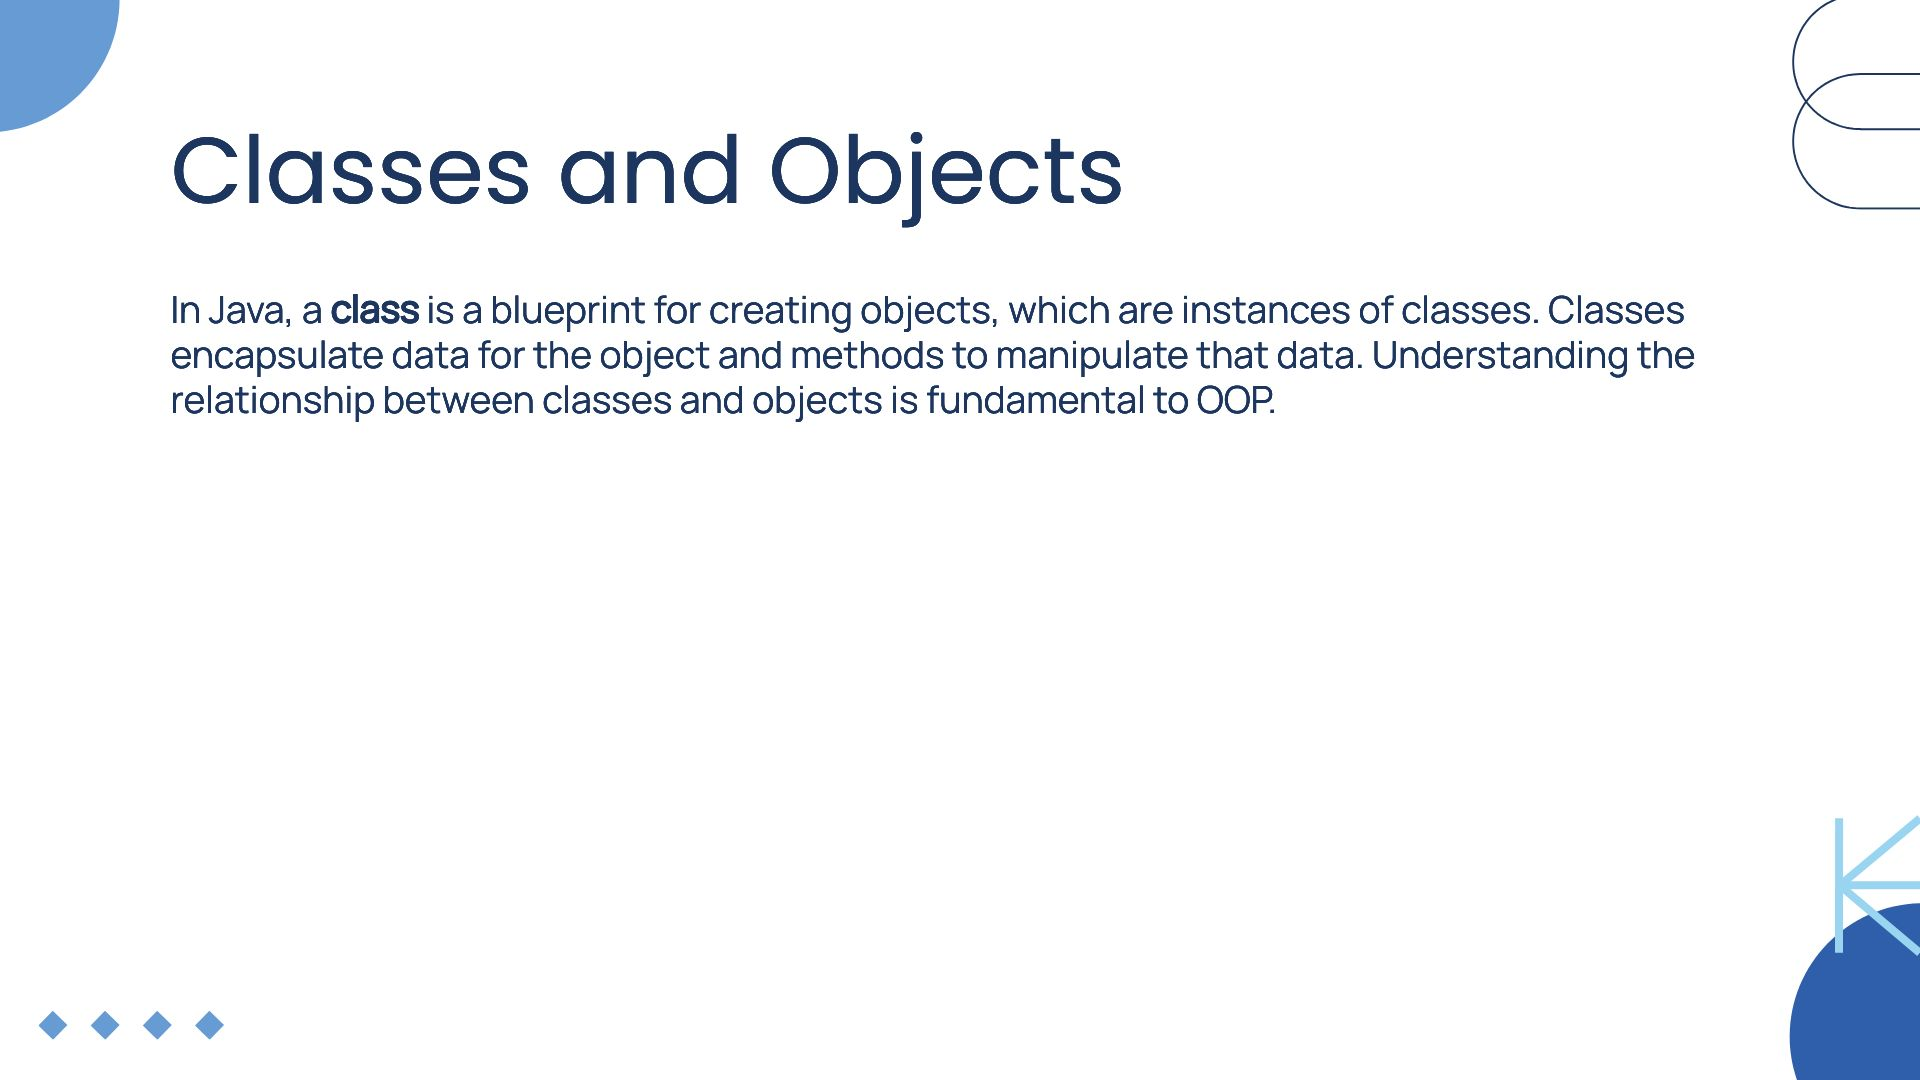 Classes and Objects
In Java, a class is a blueprint for creating objects, which are instances of classes. Classes
encapsulate data for the object and methods to manipulate that data. Understanding the
relationship between classes and objects is fundamental to OOP.